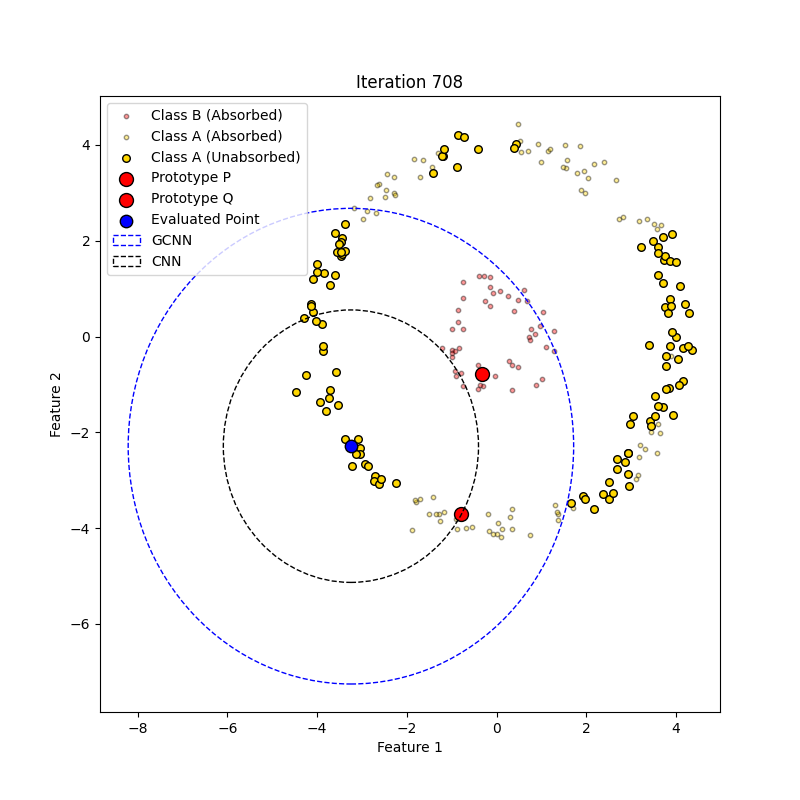 Iteration 708
Class B (Absorbed)
Class A (Absorbed)
Class A (Unabsorbed)
Prototype P
Prototype Q
Evaluated Point
GCNN
CNN
4
2
0
−2
−4
−6
Feature 2
−8
−6
−4
−2
0
2
4
Feature 1